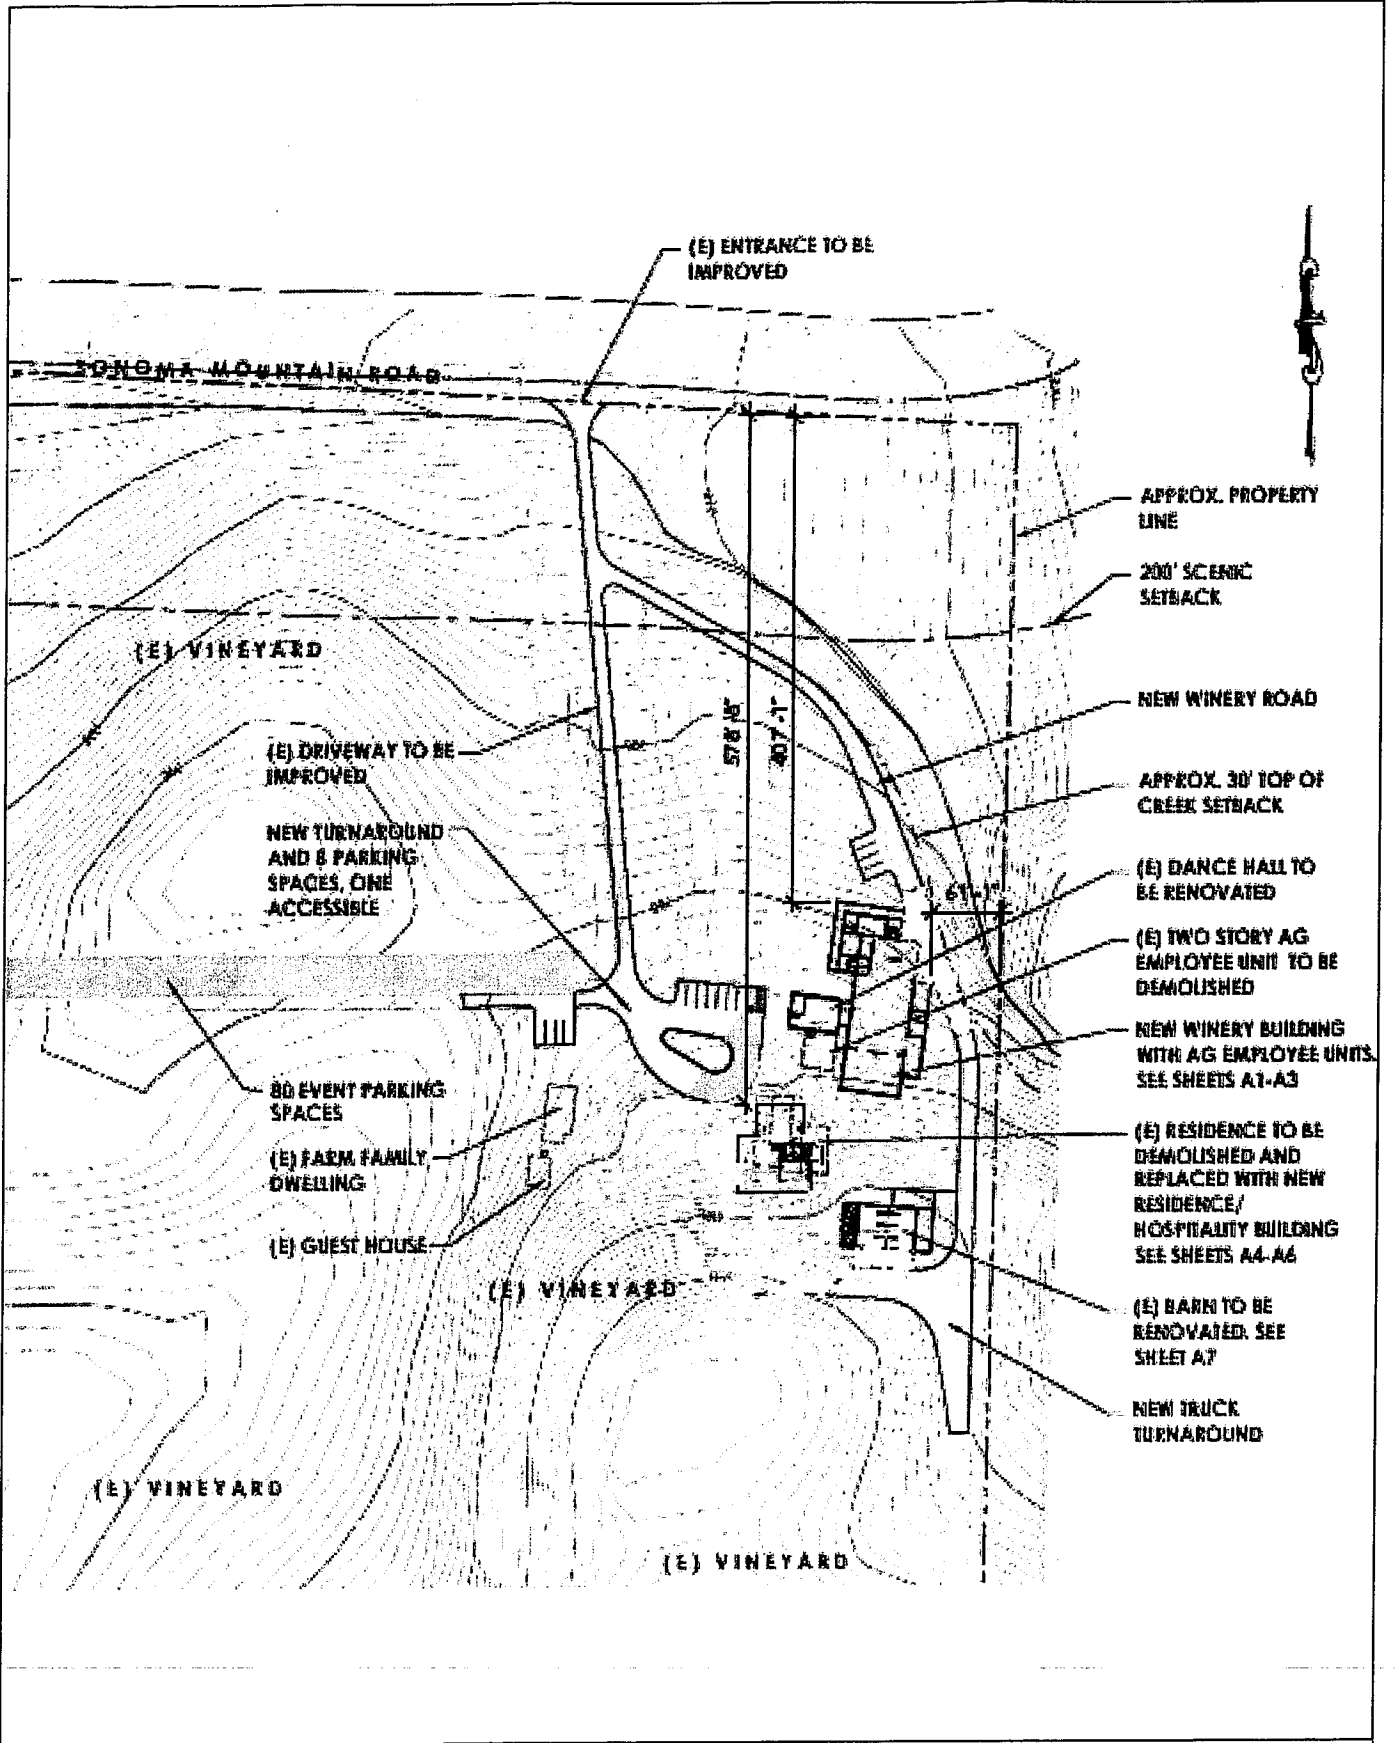 (E) ENTRANCE TO BE
IMPROVED
SONOMA MOUNTAIN ROAD
APPROX. PROPERTY
LINE
200' SCENIC
SETBACK
(E) VINEYARD
NEW WINERY ROAD
(E) DRIVEWAY TO BE
IMPROVED
407'-1"
APPROX. 30' TOP OF
CREEK SETBACK
NEW TURNAROUND
AND 8 PARKING
SPACES, ONE
ACCESSIBLE
(E) DANCE HALL TO
BE RENOVATED
61'-1"
(E) TWO STORY AG
EMPLOYEE UNIT TO BE
DEMOLISHED
NEW WINERY BUILDING
WITH AG EMPLOYEE UNITS.
SEE SHEETS A1-A3
80 EVENT PARKING
SPACES
(E) RESIDENCE TO BE
DEMOLISHED AND
REPLACED WITH NEW
RESIDENCE/
HOSPITALITY BUILDING
SEE SHEETS A4-A6
(E) FARM FAMILY
DWELLING
(E) GUEST HOUSE
(E) VINEYARD
(E) BARN TO BE
RENOVATED. SEE
SHEET A7
NEW TRUCK
TURNAROUND
(E) VINEYARD
(E) VINEYARD